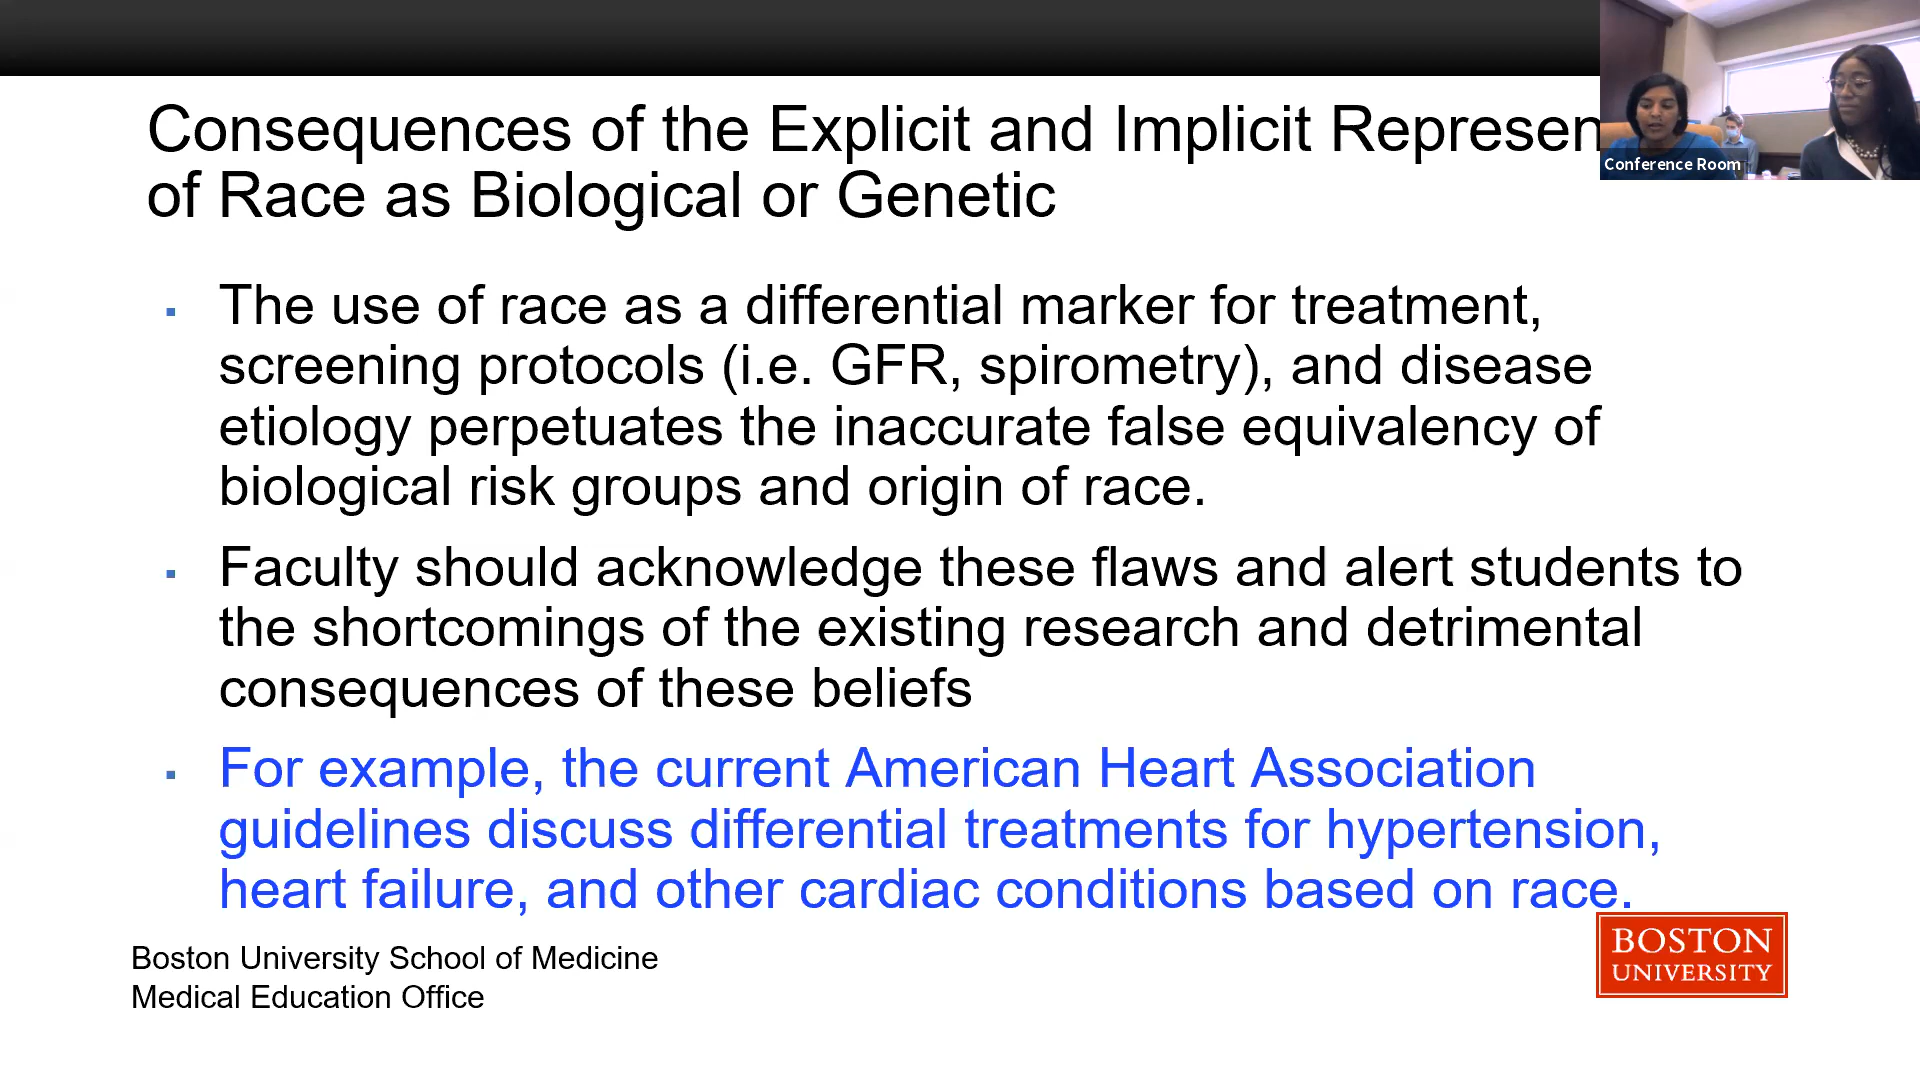 Consequences of the Explicit and Implicit Represen
of Race as Biological or Genetic
Conference Room
▪ The use of race as a differential marker for treatment,
screening protocols (i.e. GFR, spirometry), and disease
etiology perpetuates the inaccurate false equivalency of
biological risk groups and origin of race.
▪ Faculty should acknowledge these flaws and alert students to
the shortcomings of the existing research and detrimental
consequences of these beliefs
▪ For example, the current American Heart Association
guidelines discuss differential treatments for hypertension,
heart failure, and other cardiac conditions based on race.
Boston University School of Medicine
Medical Education Office
BOSTON
UNIVERSITY